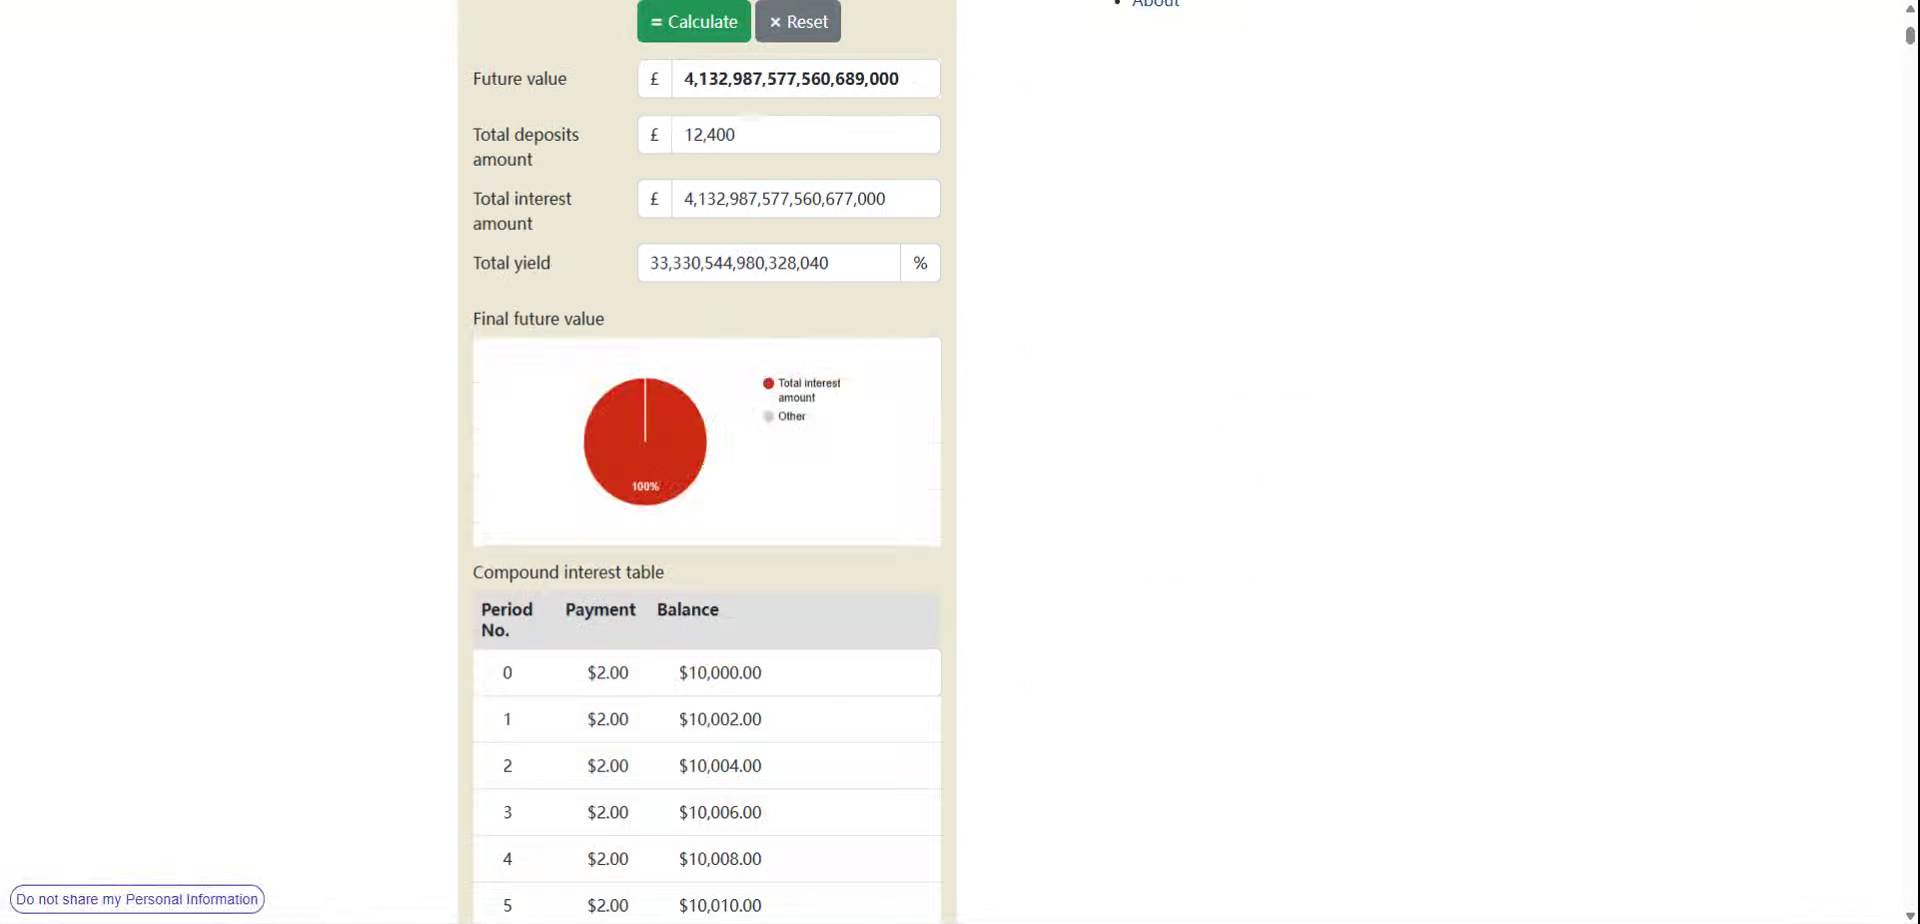 About
= Calculate × Reset
Future value £ 4,132,987,577,560,689,000
Total deposits amount £ 12,400
Total interest amount £ 4,132,987,577,560,677,000
Total yield 33,330,544,980,328,040 %
Final future value
Total interest
amount
Other
100%
Compound interest table
Period No. Payment Balance
0 $2.00 $10,000.00
1 $2.00 $10,002.00
2 $2.00 $10,004.00
3 $2.00 $10,006.00
4 $2.00 $10,008.00
5 $2.00 $10,010.00
Do not share my Personal Information